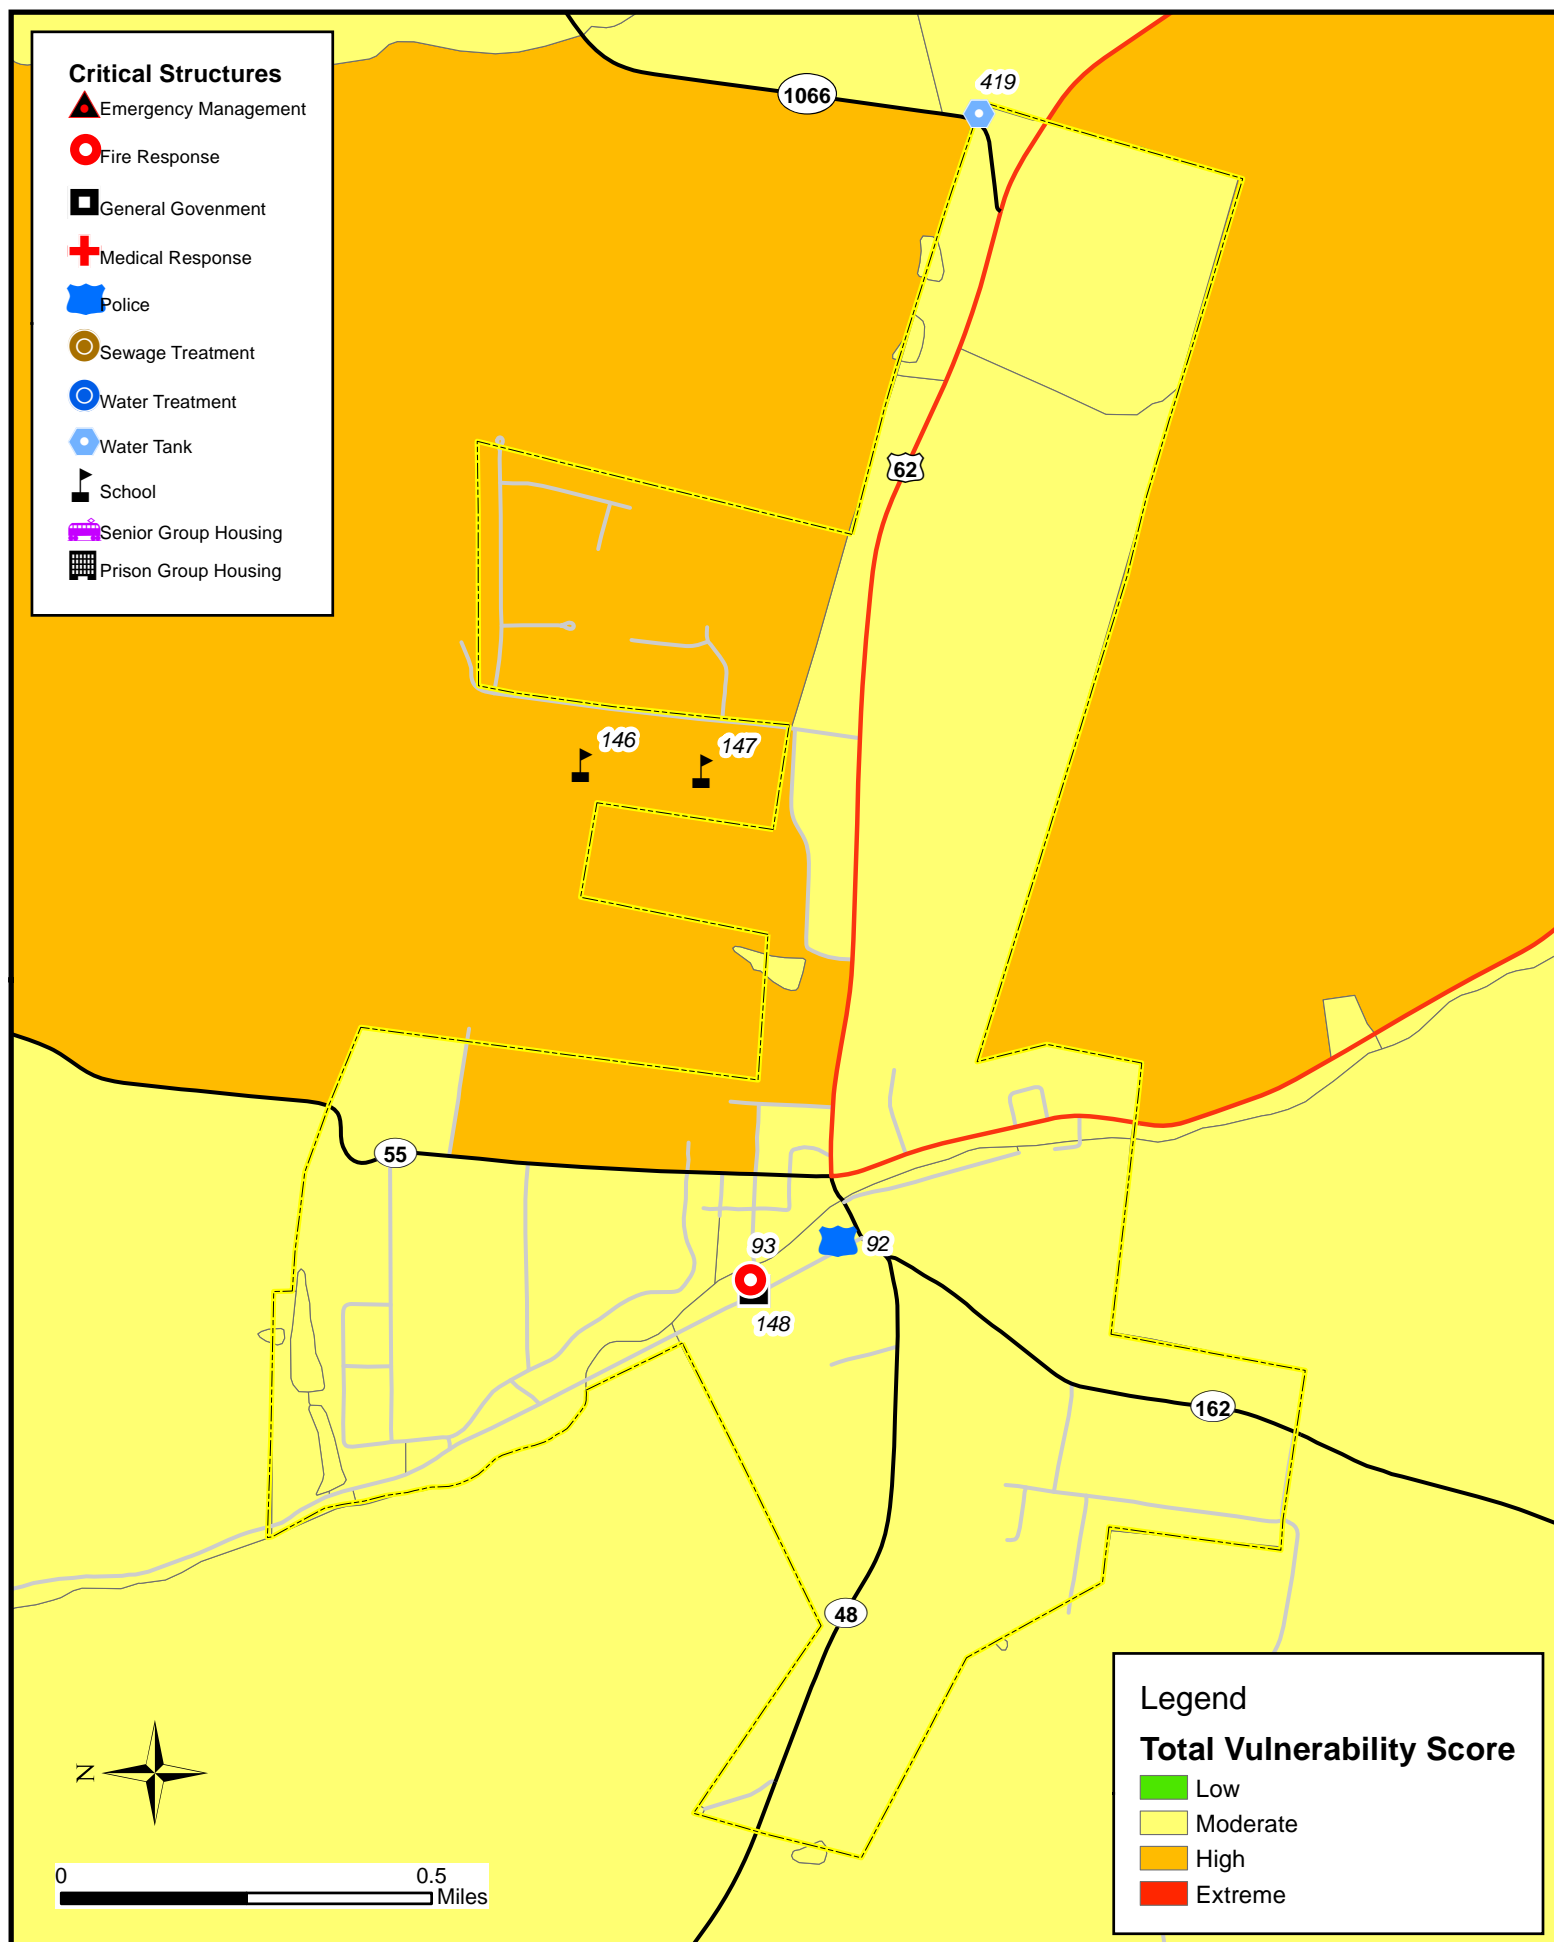 Critical Structures
Emergency Management
Fire Response
General Govenment
Medical Response
Police
Sewage Treatment
Water Treatment
Water Tank
School
Senior Group Housing
Prison Group Housing
1066
419
62
146
147
55
93
92
148
162
48
N
0
0.5
Miles
Legend
Total Vulnerability Score
Low
Moderate
High
Extreme